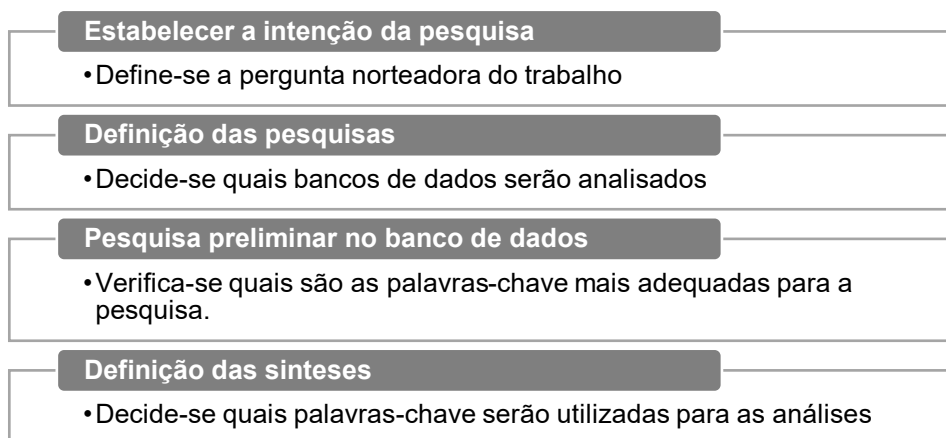 Estabelecer a intenção da pesquisa
•Define-se a pergunta norteadora do trabalho
Definição das pesquisas
•Decide-se quais bancos de dados serão analisados
Pesquisa preliminar no banco de dados
•Verifica-se quais são as palavras-chave mais adequadas para a
pesquisa.
Definição das sinteses
•Decide-se quais palavras-chave serão utilizadas para as análises